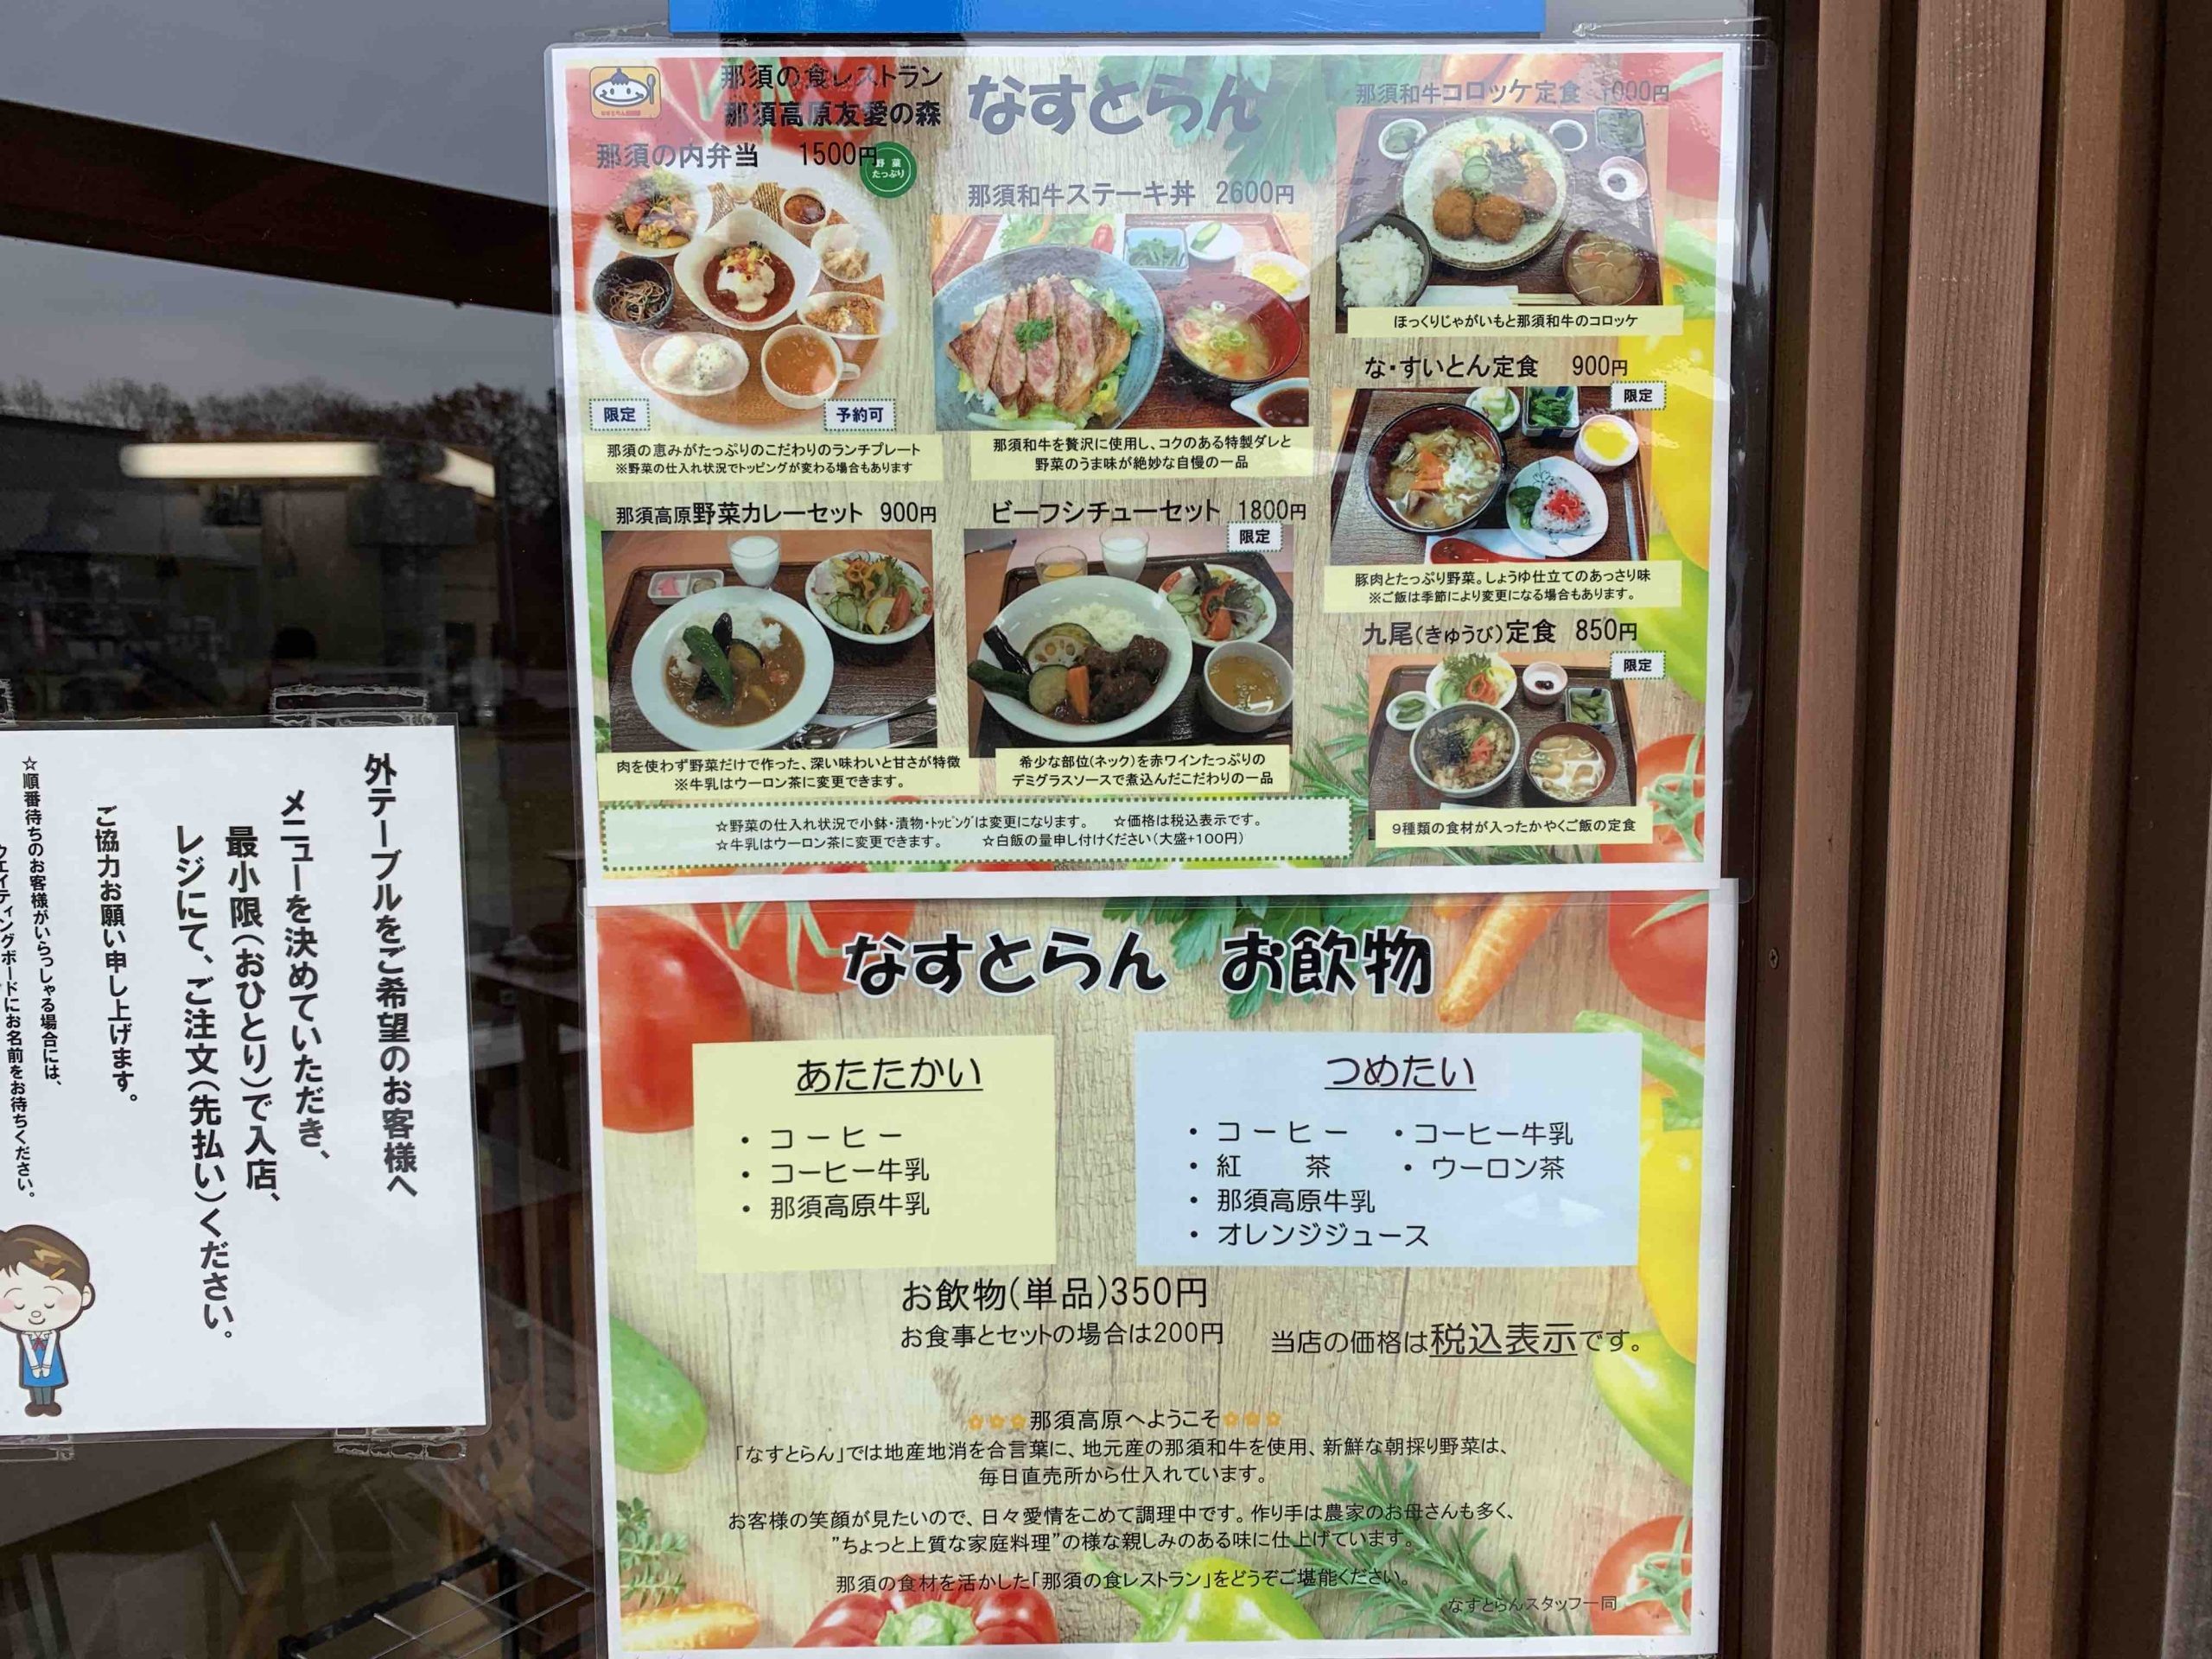 那須の食レストラン
那須高原友愛の森
なすとらん
那須の内弁当 1500円
野菜
たっぷり
限定
予約可
那須の恵みがたっぷりのこだわりのランチプレート
※野菜の仕入れ状況でトッピングが変わる場合もあります
那須和牛ステーキ丼 2600円
那須和牛を贅沢に使用し、コクのある特製ダレと
野菜のうま味が絶妙な自慢の一品
那須和牛コロッケ定食 1000円
ほっくりじゃがいもと那須和牛のコロッケ
な・すいとん定食 900円
限定
豚肉とたっぷり野菜。しょうゆ仕立てのあっさり味
※ご飯は季節により変更になる場合もあります。
那須高原野菜カレーセット 900円
肉を使わず野菜だけで作った、深い味わいと甘さが特徴
※牛乳はウーロン茶に変更できます。
ビーフシチューセット 1800円
限定
希少な部位(ネック)を赤ワインたっぷりの
デミグラスソースで煮込んだこだわりの一品
九尾(きゅうび)定食 850円
限定
9種類の食材が入ったかやくご飯の定食
☆野菜の仕入れ状況で小鉢・漬物・トッピングは変更になります。 ☆価格は税込表示です。
☆牛乳はウーロン茶に変更できます。 ☆白飯の量申し付けください(大盛+100円)
なすとらん お飲物
あたたかい
・ コーヒー
・ コーヒー牛乳
・ 那須高原牛乳
つめたい
・ コーヒー ・コーヒー牛乳
・ 紅 茶 ・ ウーロン茶
・ 那須高原牛乳
・ オレンジジュース
お飲物(単品)350円
お食事とセットの場合は200円
当店の価格は税込表示です。
那須高原へようこそ
「なすとらん」では地産地消を合言葉に、地元産の那須和牛を使用、新鮮な朝採り野菜は、
毎日直売所から仕入れています。
お客様の笑顔が見たいので、日々愛情をこめて調理中です。作り手は農家のお母さんも多く、
"ちょっと上質な家庭料理"の様な親しみのある味に仕上げています。
那須の食材を活かした「那須の食レストラン」をどうぞご堪能ください。
なすとらんスタッフ一同
外テーブルをご希望のお客様へ
メニューを決めていただき、
最小限(おひとり)で入店、
レジにて、ご注文(先払い)ください。
ご協力お願い申し上げます。
☆順番待ちのお客様がいらっしゃる場合には、
ウエイティングボードにお名前をお待ちください。